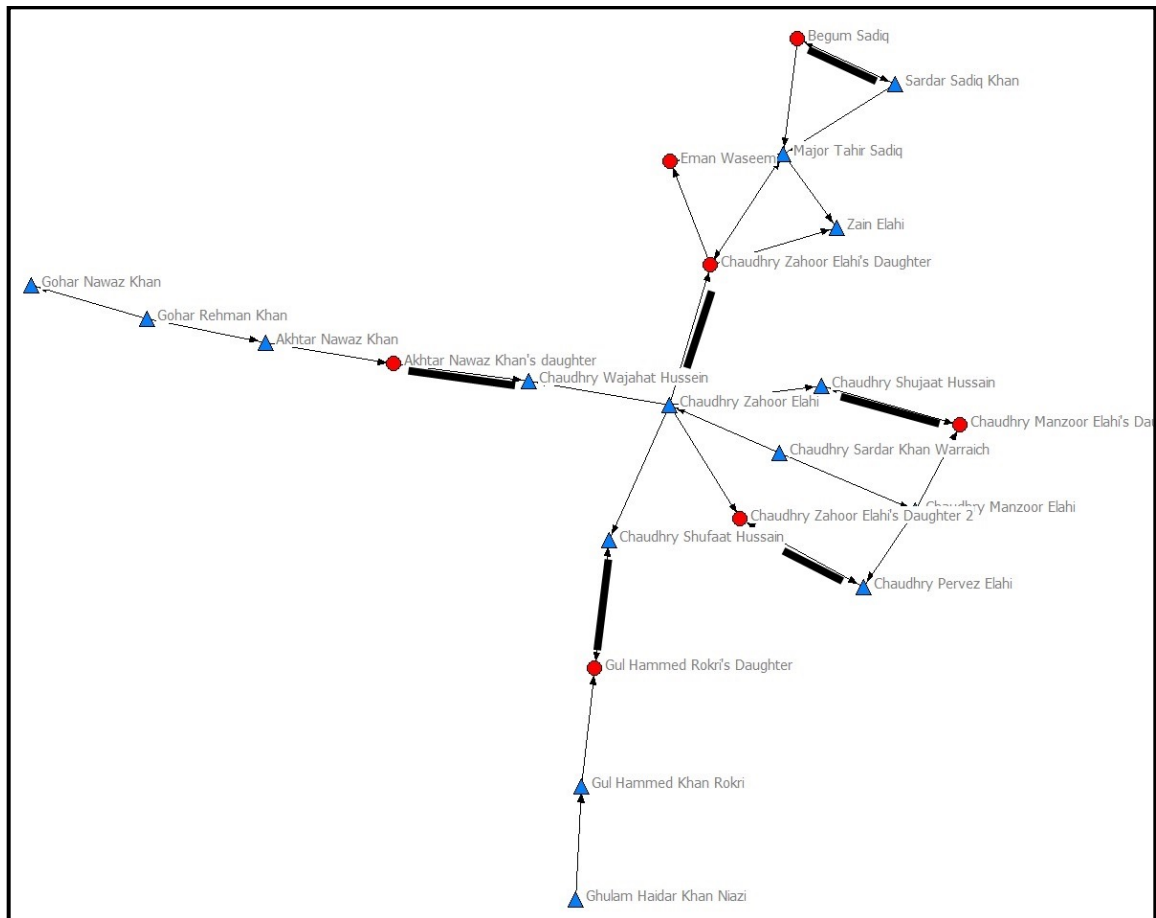 Begum Sadiq
Sardar Sadiq Khan
Major Tahir Sadiq
Eman Waseem
Zain Elahi
Chaudhry Zahoor Elahi's Daughter
Gohar Nawaz Khan
Gohar Rehman Khan
Akhtar Nawaz Khan
Akhtar Nawaz Khan's daughter
Chaudhry Wajahat Hussein
Chaudhry Shujaat Hussain
Chaudhry Zahoor Elahi
Chaudhry Manzoor Elahi's Dau
Chaudhry Sardar Khan Warraich
Chaudhry Manzoor Elahi
Chaudhry Zahoor Elahi's Daughter 2
Chaudhry Shufaat Hussain
Chaudhry Pervez Elahi
Gul Hammed Rokri's Daughter
Gul Hammed Khan Rokri
Ghulam Haidar Khan Niazi